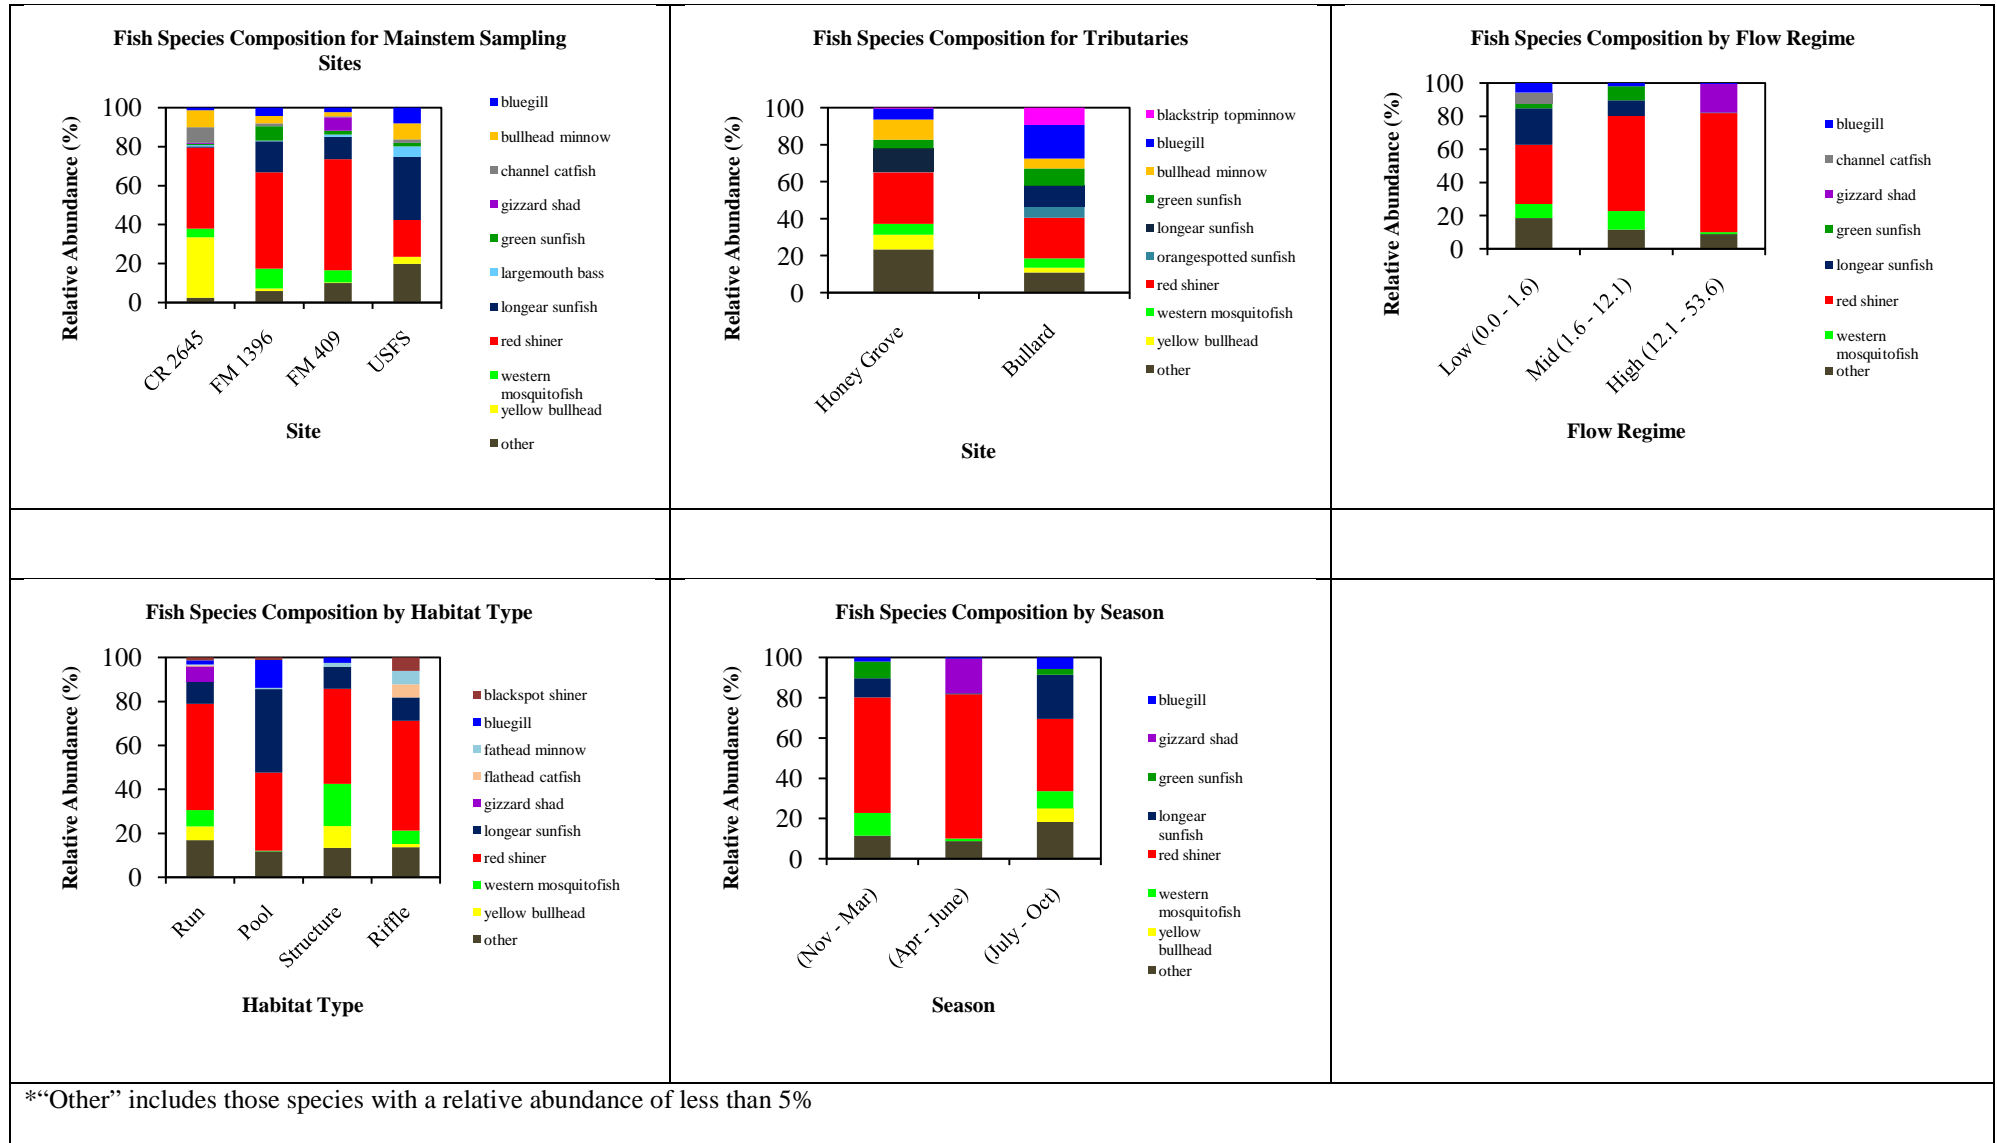 Fish Species Composition for Mainstem Sampling
Sites
Relative Abundance (%)
100
80
60
40
20
0
CR 2645
FM 1396
FM 409
USFS
Site
bluegill
bullhead minnow
channel catfish
gizzard shad
green sunfish
largemouth bass
longear sunfish
red shiner
western
mosquitofish
yellow bullhead
other
Fish Species Composition for Tributaries
Relative Abundance (%)
100
80
60
40
20
0
Honey Grove
Bullard
Site
blackstrip topminnow
bluegill
bullhead minnow
green sunfish
longear sunfish
orangespotted sunfish
red shiner
western mosquitofish
yellow bullhead
other
Fish Species Composition by Flow Regime
Relative Abundance (%)
100
80
60
40
20
0
Low (0.0 - 1.6)
Mid (1.6 - 12.1)
High (12.1 - 53.6)
Flow Regime
bluegill
channel catfish
gizzard shad
green sunfish
longear sunfish
red shiner
western
mosquitofish
other
Fish Species Composition by Habitat Type
Relative Abundance (%)
100
80
60
40
20
0
Run
Pool
Structure
Riffle
Habitat Type
blackspot shiner
bluegill
fathead minnow
flathead catfish
gizzard shad
longear sunfish
red shiner
western mosquitofish
yellow bullhead
other
Fish Species Composition by Season
Relative Abundance (%)
100
80
60
40
20
0
(Nov - Mar)
(Apr - June)
(July - Oct)
Season
bluegill
gizzard shad
green sunfish
longear
sunfish
red shiner
western
mosquitofish
yellow
bullhead
other
*“Other” includes those species with a relative abundance of less than 5%